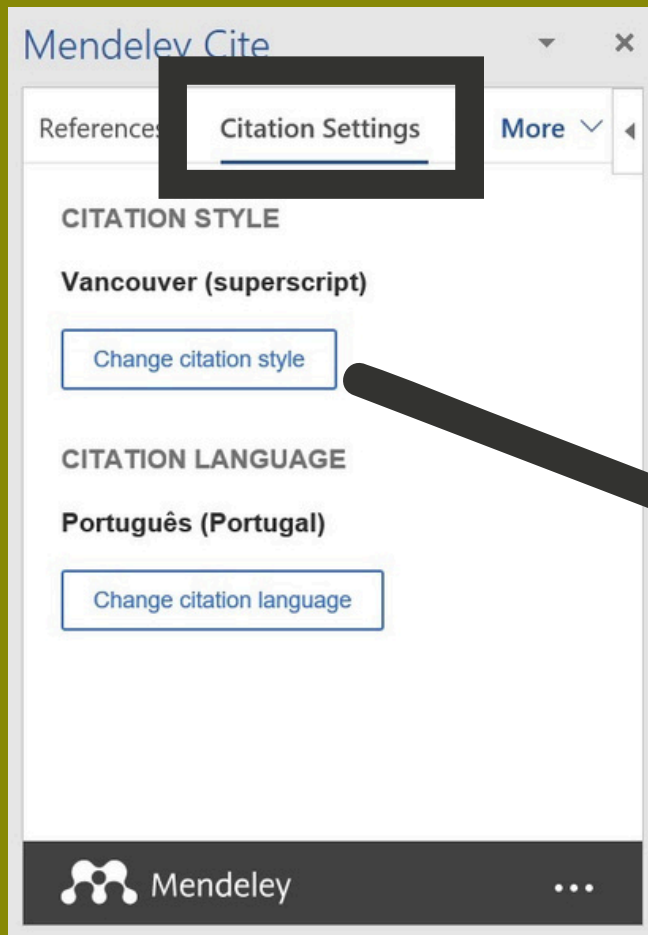 Mendeley Cite
References
Citation Settings
More
CITATION STYLE
Vancouver (superscript)
Change citation style
CITATION LANGUAGE
Português (Portugal)
Change citation language
Mendeley